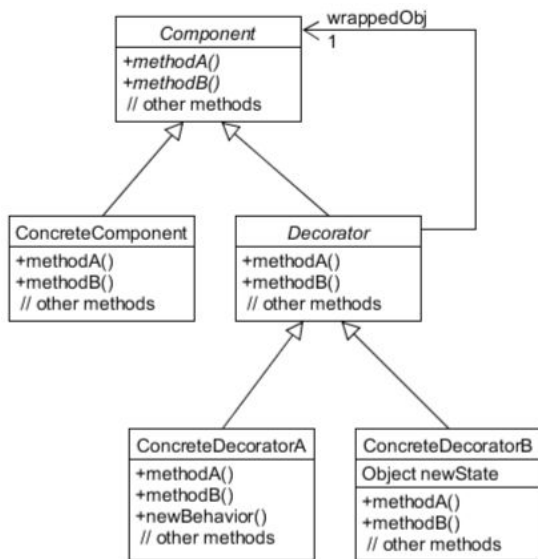 Component
+methodA()
+methodB()
// other methods
wrappedObj
1
ConcreteComponent
+methodA()
+methodB()
// other methods
Decorator
+methodA()
+methodB()
// other methods
ConcreteDecoratorA
+methodA()
+methodB()
+newBehavior()
// other methods
ConcreteDecoratorB
Object newState
+methodA()
+methodB()
// other methods